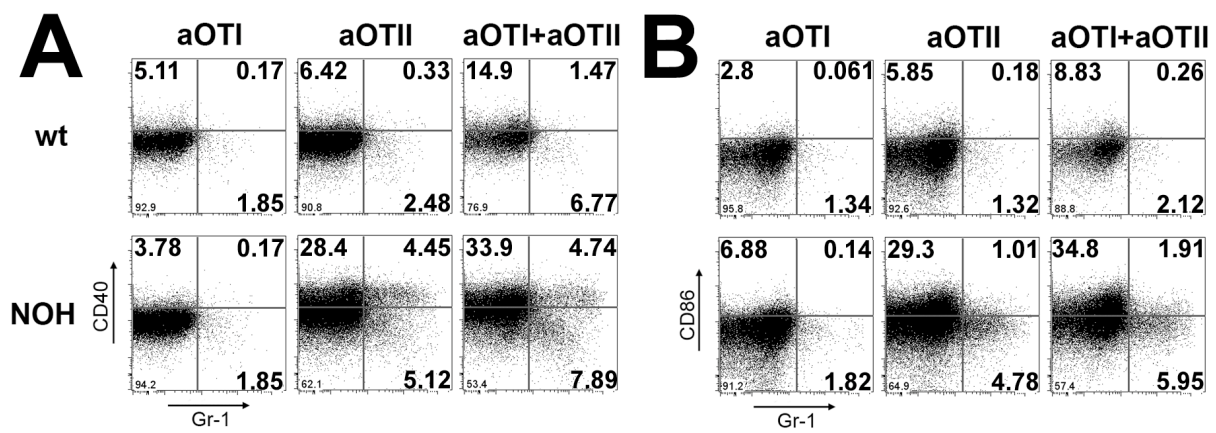 A B
aOTI aOTII aOTI+aOTII aOTI aOTII aOTI+aOTII
5.11 0.17 6.42 0.33 14.9 1.47 2.8 0.061 5.85 0.18 8.83 0.26
wt
92.9 1.85 90.8 2.48 76.9 6.77 95.8 1.34 92.6 1.32 88.8 2.12
3.78 0.17 28.4 4.45 33.9 4.74 6.88 0.14 29.3 1.01 34.8 1.91
NOH CD40 CD86
94.2 1.85 62.1 5.12 53.4 7.89 91.2 1.82 64.9 4.78 57.4 5.95
Gr-1 Gr-1